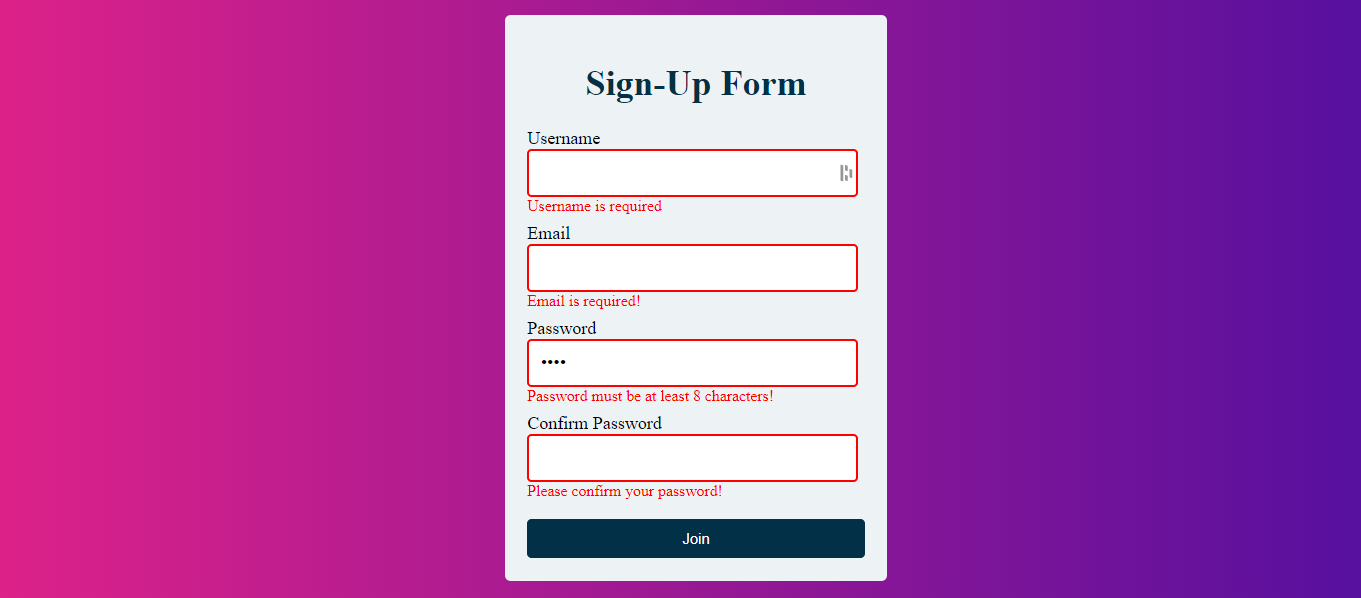 Sign-Up Form
Username
Username is required
Email
Email is required!
Password
••••
Password must be at least 8 characters!
Confirm Password
Please confirm your password!
Join